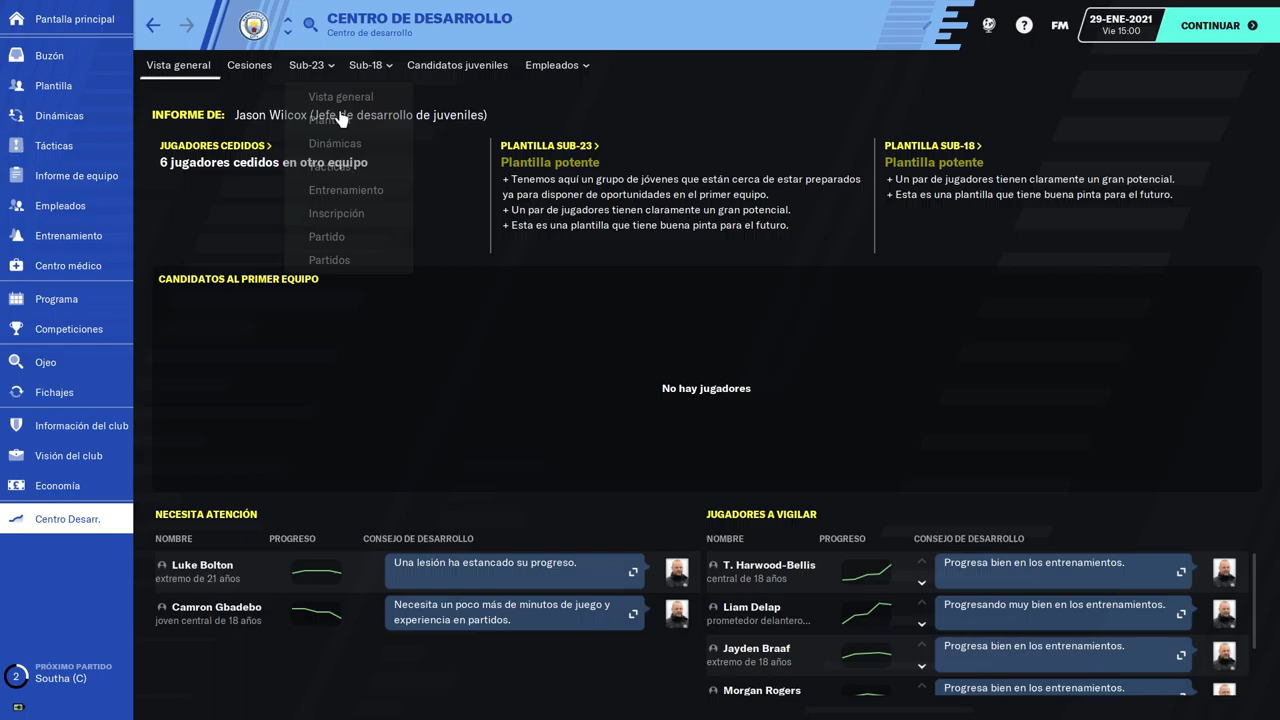 Pantalla principal
Buzón
Plantilla
Dinámicas
Tácticas
Informe de equipo
Empleados
Entrenamiento
Centro médico
Programa
Competiciones
Ojeo
Fichajes
Información del club
Visión del club
Economía
Centro Desarr.
2
PRÓXIMO PARTIDO
Southa (C)
CENTRO DE DESARROLLO
Centro de desarrollo
?
FM
29-ENE-2021
Vie 15:00
CONTINUAR
Vista general
Cesiones
Sub-23
Sub-18
Candidatos juveniles
Empleados
Vista general
Dinámicas
Entrenamiento
Inscripción
Partido
Partidos
INFORME DE: Jason Wilcox (Jefe de desarrollo de juveniles)
JUGADORES CEDIDOS >
6 jugadores cedidos en otro equipo
PLANTILLA SUB-23 >
Plantilla potente
+ Tenemos aquí un grupo de jóvenes que están cerca de estar preparados
ya para disponer de oportunidades en el primer equipo.
+ Un par de jugadores tienen claramente un gran potencial.
+ Esta es una plantilla que tiene buena pinta para el futuro.
PLANTILLA SUB-18 >
Plantilla potente
+ Un par de jugadores tienen claramente un gran potencial.
+ Esta es una plantilla que tiene buena pinta para el futuro.
CANDIDATOS AL PRIMER EQUIPO
No hay jugadores
NECESITA ATENCIÓN
NOMBRE PROGRESO CONSEJO DE DESARROLLO
Luke Bolton
extremo de 21 años
Una lesión ha estancado su progreso.
Camron Gbadebo
joven central de 18 años
Necesita un poco más de minutos de juego y
experiencia en partidos.
JUGADORES A VIGILAR
NOMBRE PROGRESO CONSEJO DE DESARROLLO
T. Harwood-Bellis
central de 18 años
Progresa bien en los entrenamientos.
Liam Delap
prometedor delantero...
Progresando muy bien en los entrenamientos.
Jayden Braaf
extremo de 18 años
Progresa bien en los entrenamientos.
Morgan Rogers
Progresa bien en los entrenamientos.